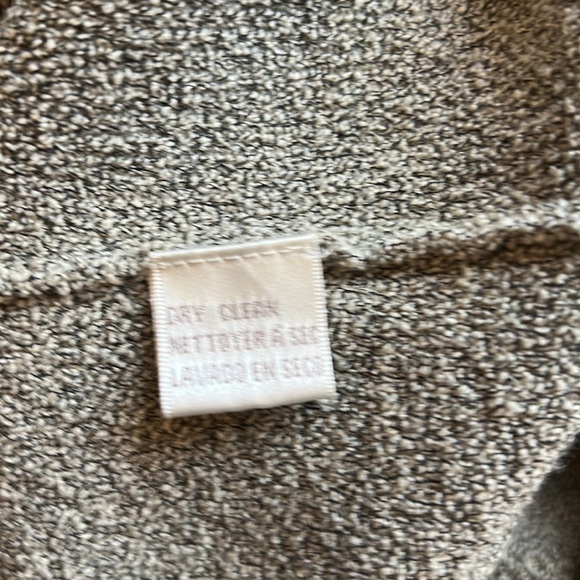 DRY CLEAN
NETTOYER Á SEC
LAVADO EN SECO